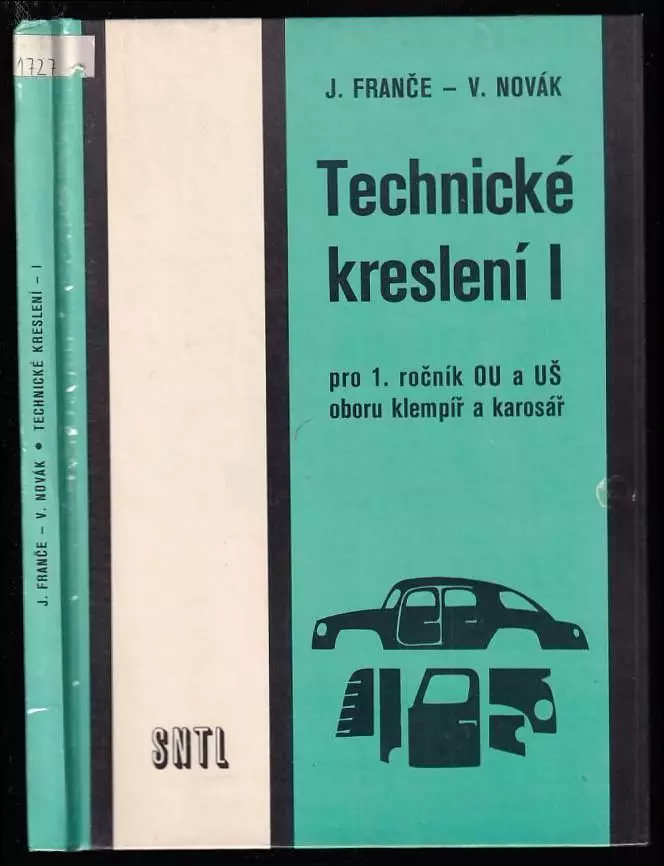 1727
J. FRANČE – V. NOVÁK • TECHNICKÉ KRESLENÍ – I
J. FRANČE – V. NOVÁK
Technické
kreslení I
pro 1. ročník OU a UŠ
oboru klempíř a karosář
SNTL